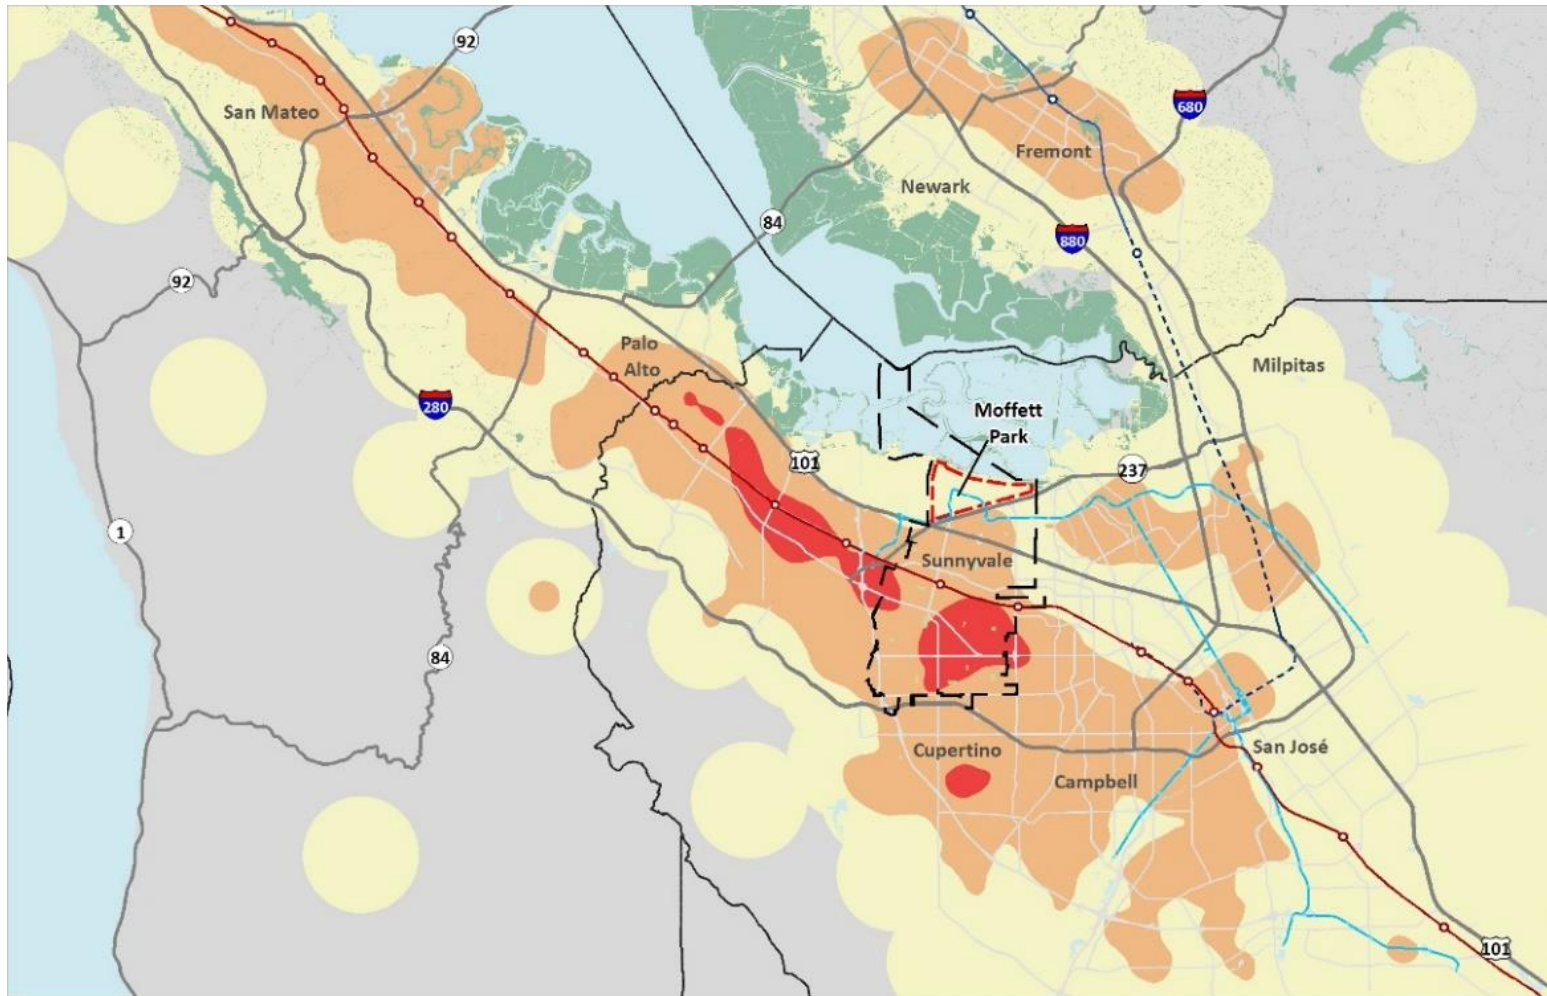 92
San Mateo
680
Fremont
Newark
84
880
92
Palo
Alto
Milpitas
280
Moffett
Park
101
237
1
Sunnyvale
84
Cupertino
San José
Campbell
101